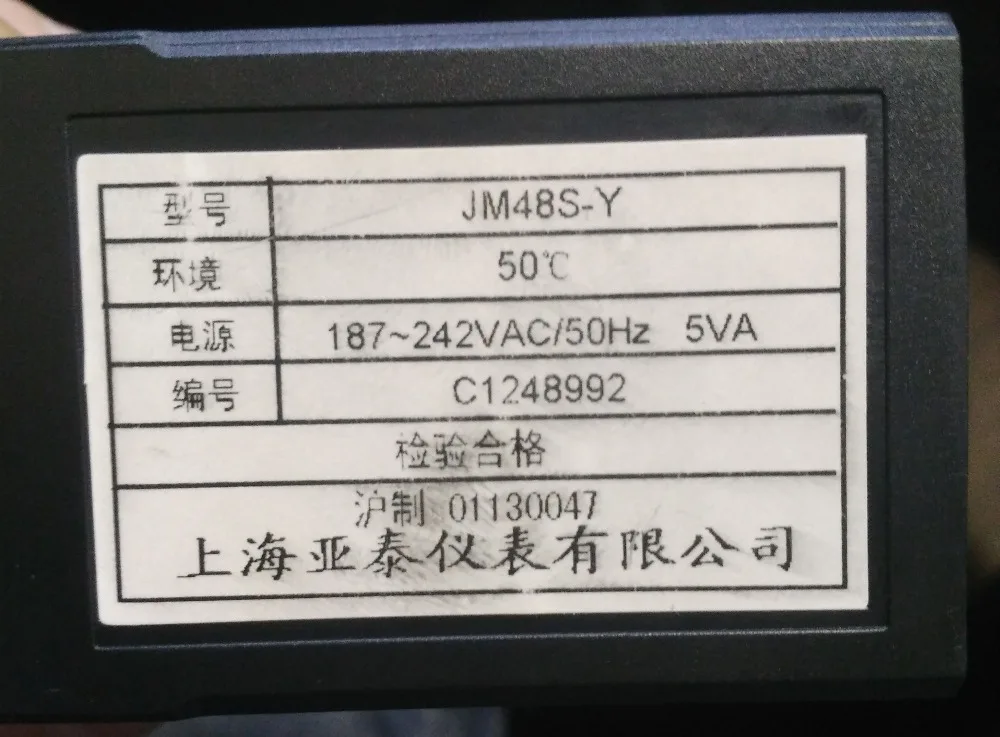 型号 JM48S-Y
环境 50℃
电源 187~242VAC/50Hz 5VA
编号 C1248992
检验合格
沪制 01130047
上海亚泰仪表有限公司